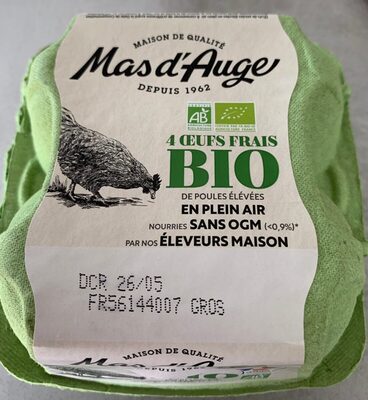 MAISON DE QUALITÉ
Mas d'Auge
DEPUIS 1962
AB
4 ŒUFS FRAIS
BIO
DE POULES ÉLEVÉES
EN PLEIN AIR
NOURRIES SANS OGM (<0,9%)*
PAR NOS ÉLEVEURS MAISON
DCR 26/05
FR56144007 GROS
MAISON DE QUALITÉ
Mas d'Auge